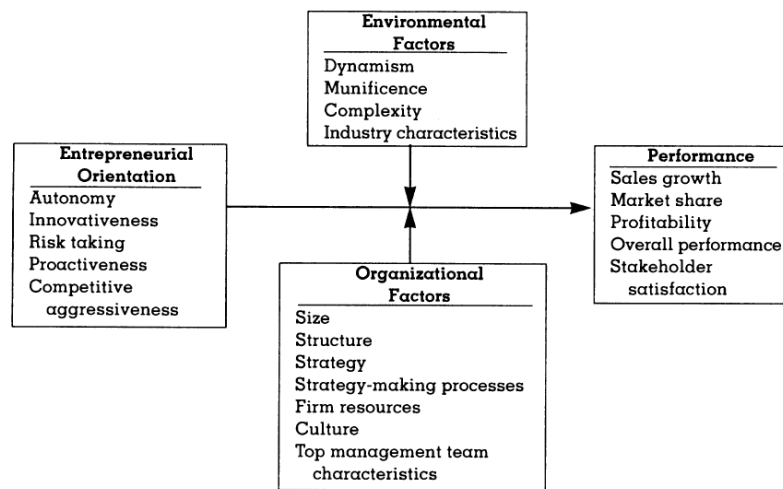 Environmental
Factors
Dynamism
Munificence
Complexity
Industry characteristics
Entrepreneurial
Orientation
Autonomy
Innovativeness
Risk taking
Proactiveness
Competitive
aggressiveness
Performance
Sales growth
Market share
Profitability
Overall performance
Stakeholder
satisfaction
Organizational
Factors
Size
Structure
Strategy
Strategy-making processes
Firm resources
Culture
Top management team
characteristics